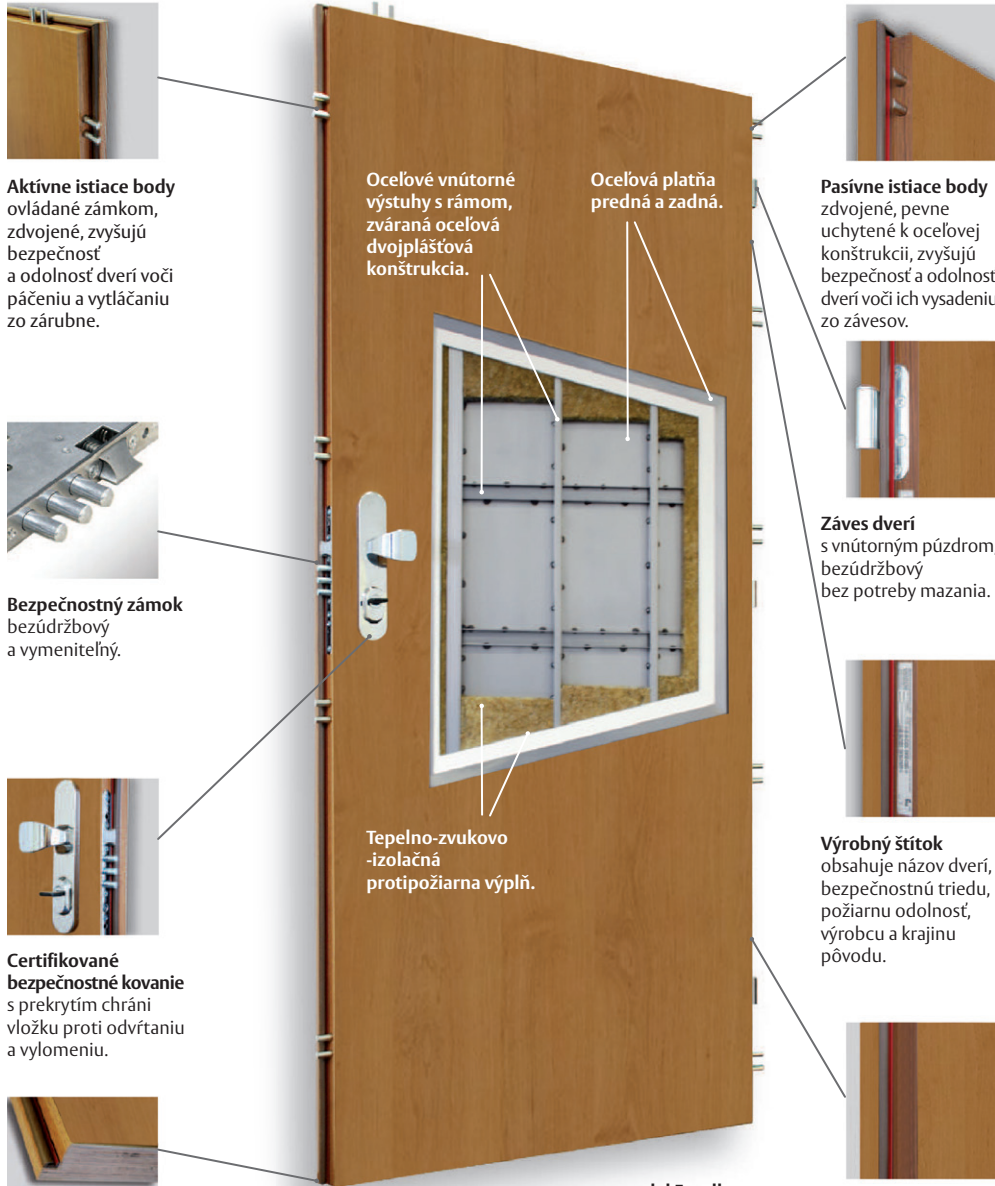 Aktívne istiace body
ovládané zámkom,
zdvojené, zvyšujú
bezpečnosť
a odolnosť dverí voči
páčeniu a vytláčaniu
zo zárubne.
Bezpečnostný zámok
bezúdržbový
a vymeniteľný.
Certifikované
bezpečnostné kovanie
s prekrytím chráni
vložku proti odvŕtaniu
a vylomeniu.
Oceľové vnútorné
výstuhy s rámom,
zváraná oceľová
dvojplášťová
konštrukcia.
Oceľová platňa
predná a zadná.
Tepelno-zvukovo
-izolačná
protipožiarna výplň.
Pasívne istiace body
zdvojené, pevne
uchytené k oceľovej
konštrukcii, zvyšujú
bezpečnosť a odolnosť
dverí voči ich vysadeniu
zo závesov.
Záves dverí
s vnútorným púzdrom,
bezúdržbový
bez potreby mazania.
Výrobný štítok
obsahuje názov dverí,
bezpečnostnú triedu,
požiarnu odolnosť,
výrobcu a krajinu
pôvodu.